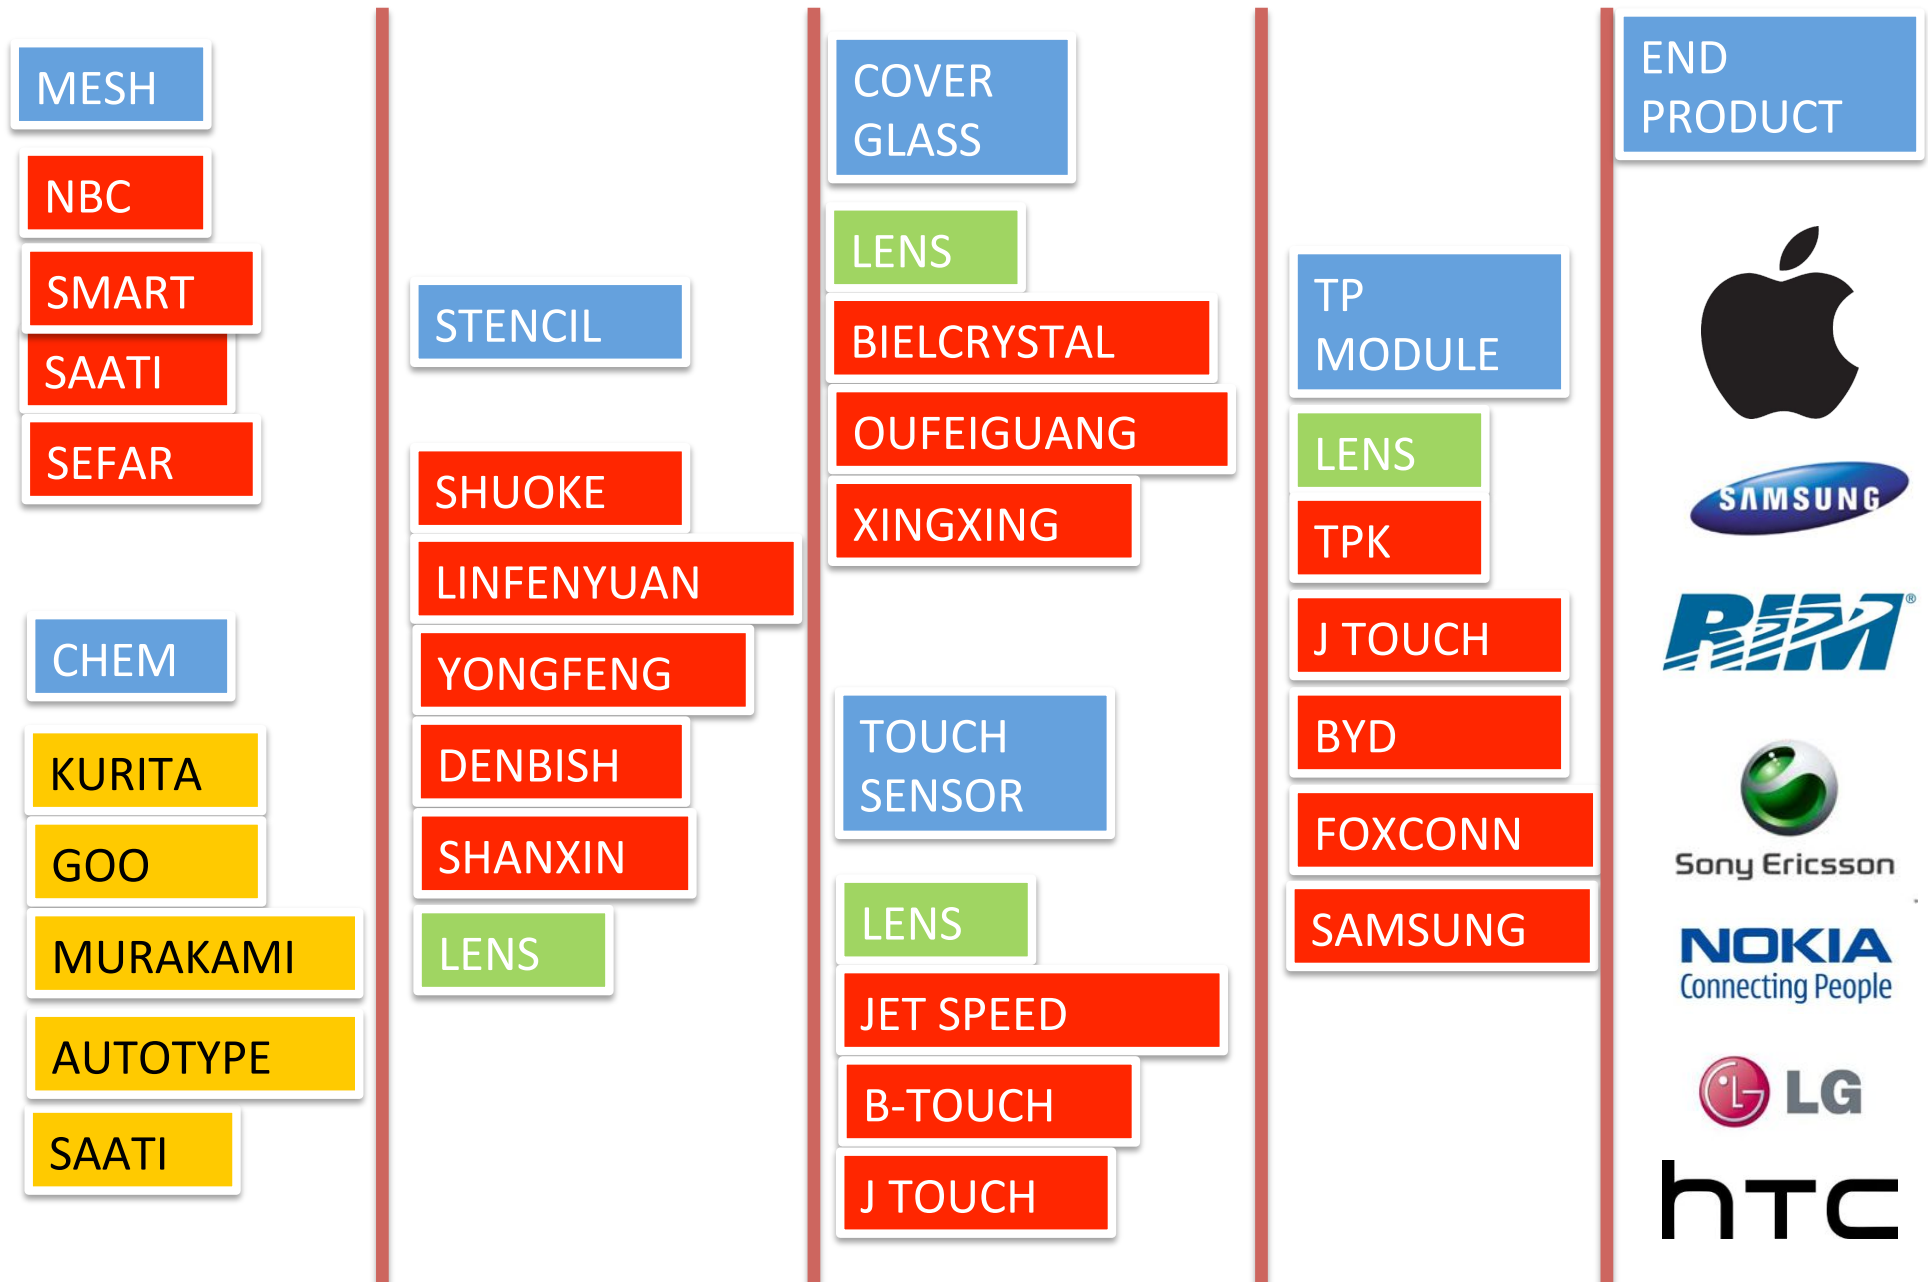 MESH
NBC
SMART
SAATI
SEFAR
CHEM
KURITA
GOO
MURAKAMI
AUTOTYPE
SAATI
STENCIL
SHUOKE
LINFENYUAN
YONGFENG
DENBISH
SHANXIN
LENS
COVER
GLASS
LENS
BIELCRYSTAL
OUFEIGUANG
XINGXING
TOUCH
SENSOR
LENS
JET SPEED
B-TOUCH
J TOUCH
TP
MODULE
LENS
TPK
J TOUCH
BYD
FOXCONN
SAMSUNG
END
PRODUCT
SAMSUNG
RIM®
Sony Ericsson
NOKIA
Connecting People
LG
hTC